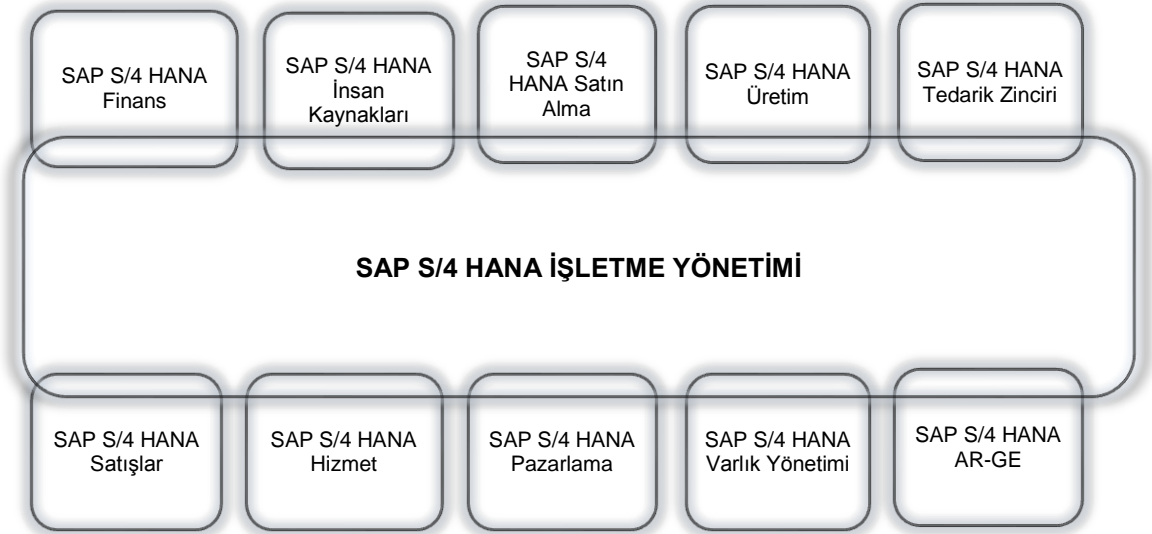 SAP S/4 HANA
Finans
SAP S/4 HANA
İnsan
Kaynakları
SAP S/4
HANA Satın
Alma
SAP S/4 HANA
Üretim
SAP S/4 HANA
Tedarik Zinciri
SAP S/4 HANA İŞLETME YÖNETİMİ
SAP S/4 HANA
Satışlar
SAP S/4 HANA
Hizmet
SAP S/4 HANA
Pazarlama
SAP S/4 HANA
Varlık Yönetimi
SAP S/4 HANA
AR-GE